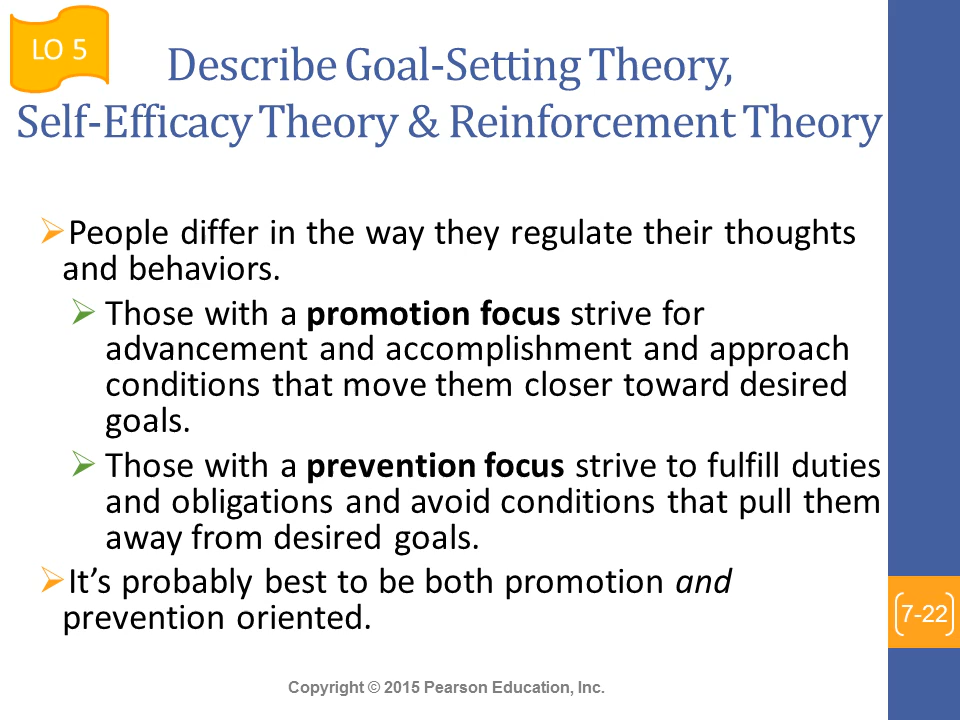 LO 5
Describe Goal-Setting Theory,
Self-Efficacy Theory & Reinforcement Theory
People differ in the way they regulate their thoughts
and behaviors.
Those with a promotion focus strive for
advancement and accomplishment and approach
conditions that move them closer toward desired
goals.
Those with a prevention focus strive to fulfill duties
and obligations and avoid conditions that pull them
away from desired goals.
It’s probably best to be both promotion and
prevention oriented.
7-22
Copyright © 2015 Pearson Education, Inc.